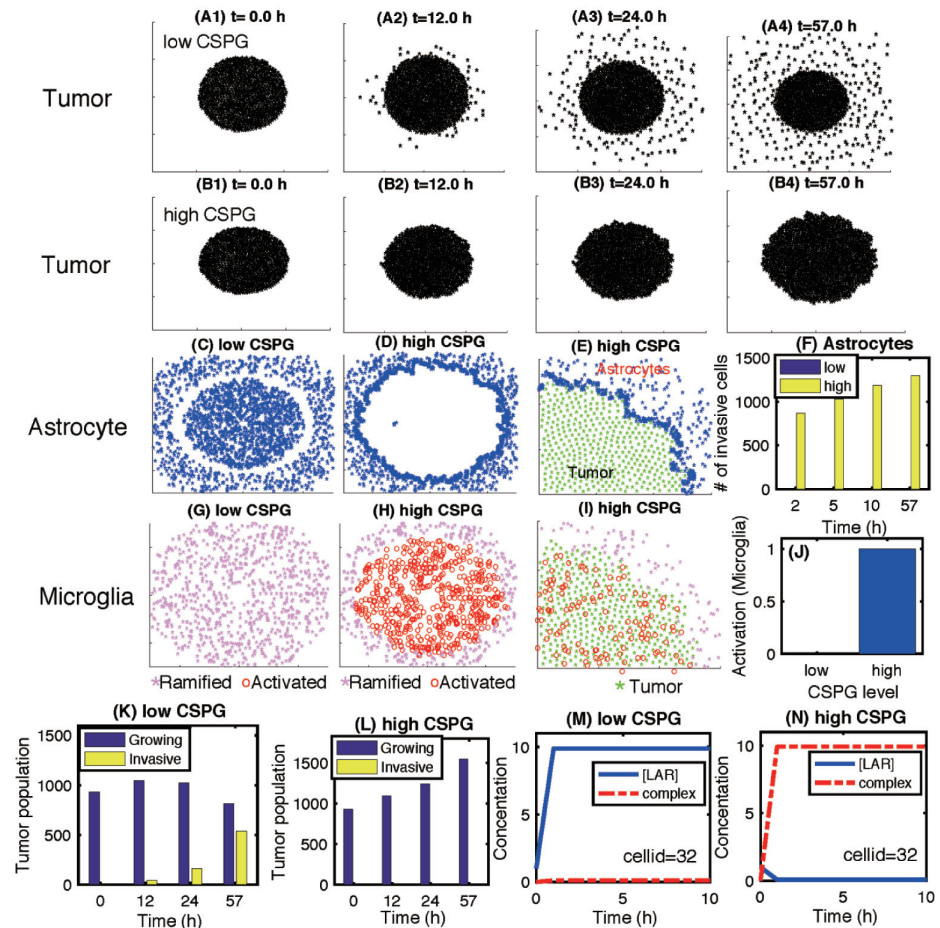 (A1) t= 0.0 h
(A2) t=12.0 h
(A3) t=24.0 h
(A4) t=57.0 h
low CSPG
Tumor
(B1) t= 0.0 h
(B2) t=12.0 h
(B3) t=24.0 h
(B4) t=57.0 h
high CSPG
Tumor
(C) low CSPG
(D) high CSPG
(E) high CSPG
(F) Astrocytes
Astrocyte
Astrocytes
Tumor
# of invasive cells
1500
1000
500
0
low
high
2 5 10 57
Time (h)
(G) low CSPG
(H) high CSPG
(I) high CSPG
(J)
Microglia
*Ramified oActivated
*Ramified oActivated
* Tumor
Activation (Microglia)
1
0.5
0
low high
CSPG level
(K) low CSPG
Tumor population
1500
1000
500
0
Growing
Invasive
0 12 24 57
Time (h)
(L) high CSPG
Tumor population
1500
1000
500
0
Growing
Invasive
0 12 24 57
Time (h)
(M) low CSPG
Concentation
10
5
0
[LAR]
complex
cellid=32
0 5 10
Time (h)
(N) high CSPG
Concentation
10
5
0
[LAR]
complex
cellid=32
0 5 10
Time (h)